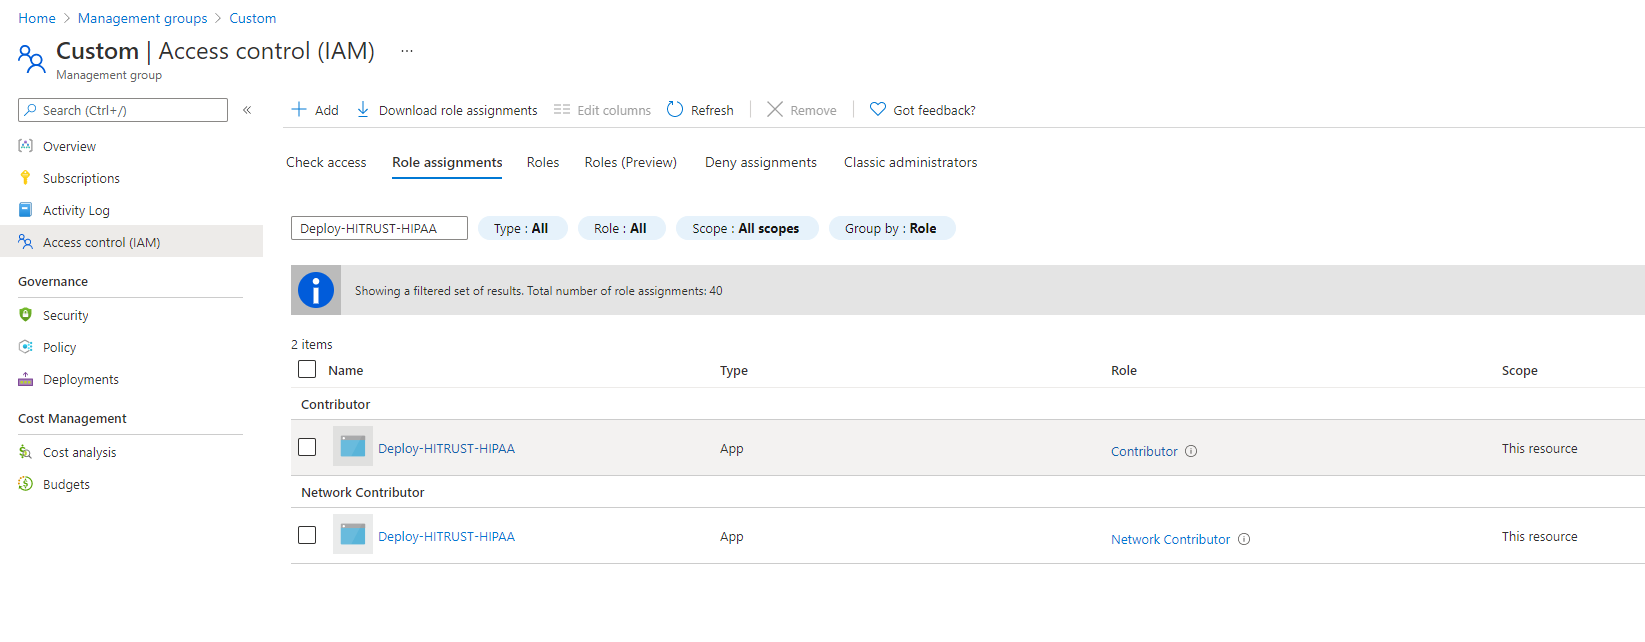 Home > Management groups > Custom
Custom | Access control (IAM) ...
Management group
Search (Ctrl+/) «
Add Download role assignments Edit columns Refresh Remove Got feedback?
Overview
Subscriptions
Activity Log
Access control (IAM)
Governance
Security
Policy
Deployments
Cost Management
Cost analysis
Budgets
Check access Role assignments Roles Roles (Preview) Deny assignments Classic administrators
Deploy-HITRUST-HIPAA Type : All Role : All Scope : All scopes Group by : Role
Showing a filtered set of results. Total number of role assignments: 40
2 items
Name Type Role Scope
Contributor
Deploy-HITRUST-HIPAA App Contributor This resource
Network Contributor
Deploy-HITRUST-HIPAA App Network Contributor This resource